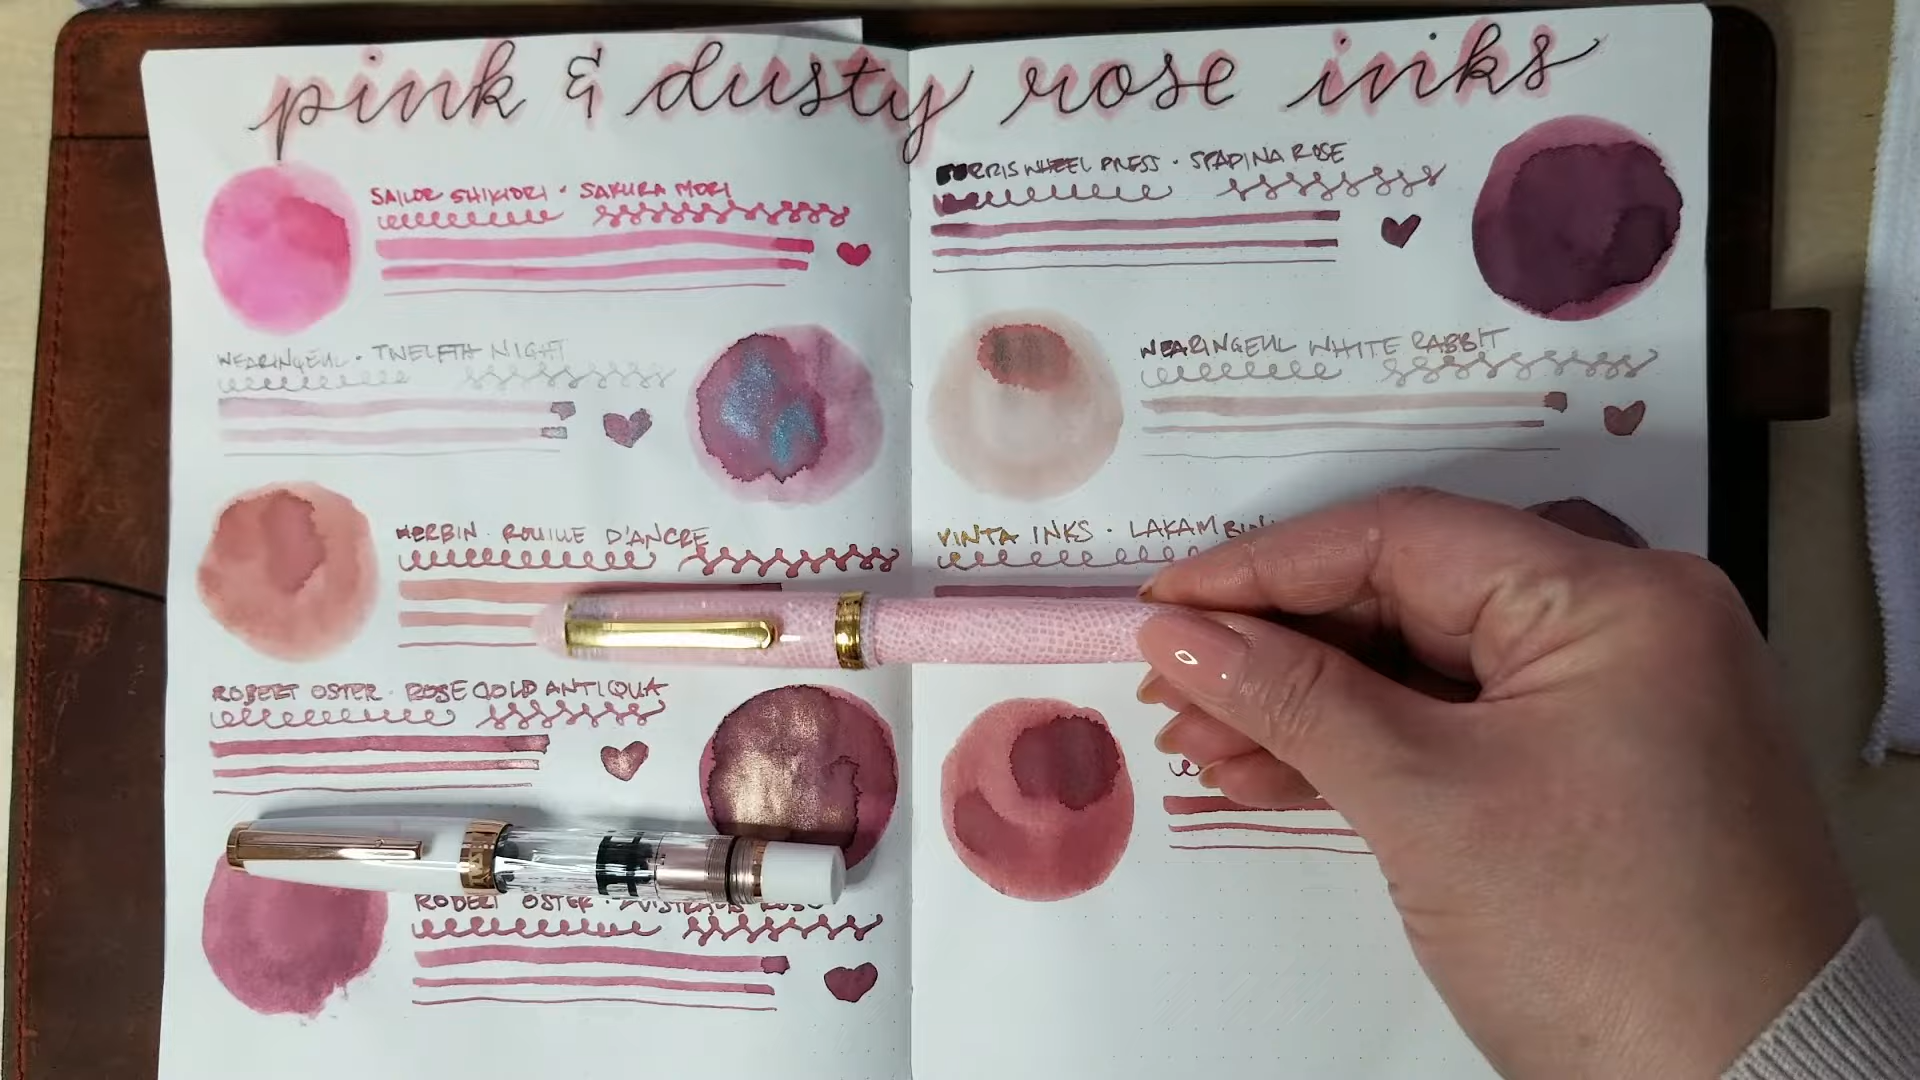 pink & dusty rose inks
SAILOR SHIKIORI · SAKURA MORI
WEARINGEUL · TWELFTH NIGHT
HERBIN · ROUILLE D'ANCRE
ROBERT OSTER · ROSE GOLD ANTIQUA
ROBERT OSTER ·
FERRIS WHEEL PRESS · SPADINA ROSE
WEARINGEUL WHITE RABBIT
VINTA INKS ·